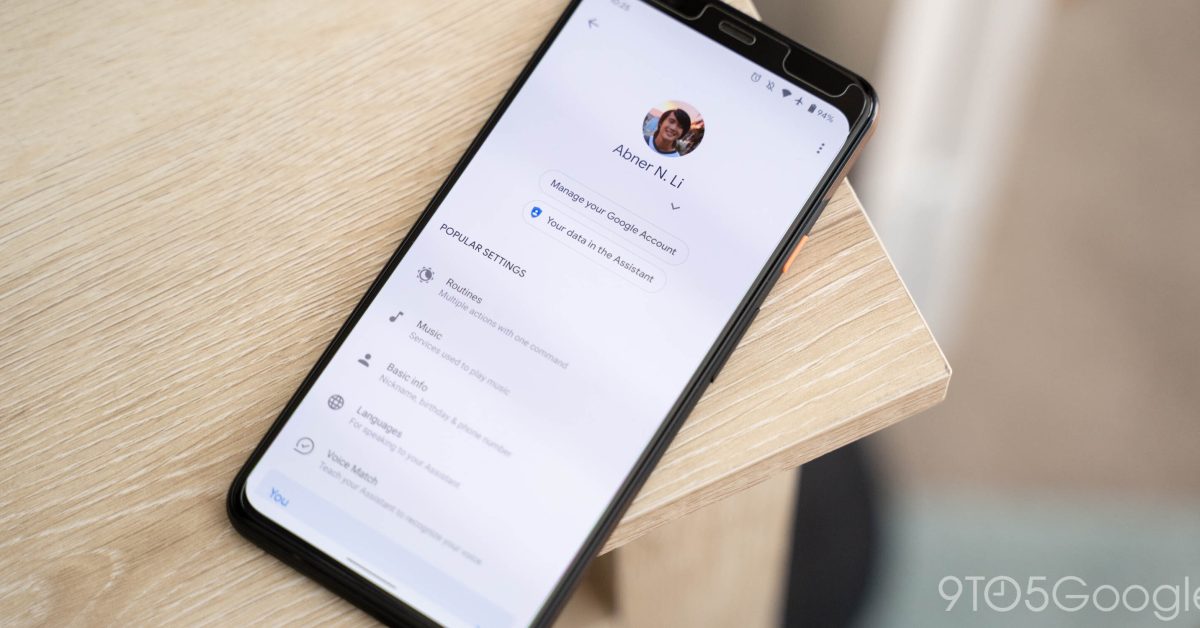 94%
Abner N. Li
Manage your Google Account
Your data in the Assistant
POPULAR SETTINGS
Routines
Multiple actions with one command
Music
Services used to play music
Basic info
Nickname, birthday & phone number
Languages
For speaking to your Assistant
Voice Match
Teach your Assistant to recognize your voice
You
9TO5Google